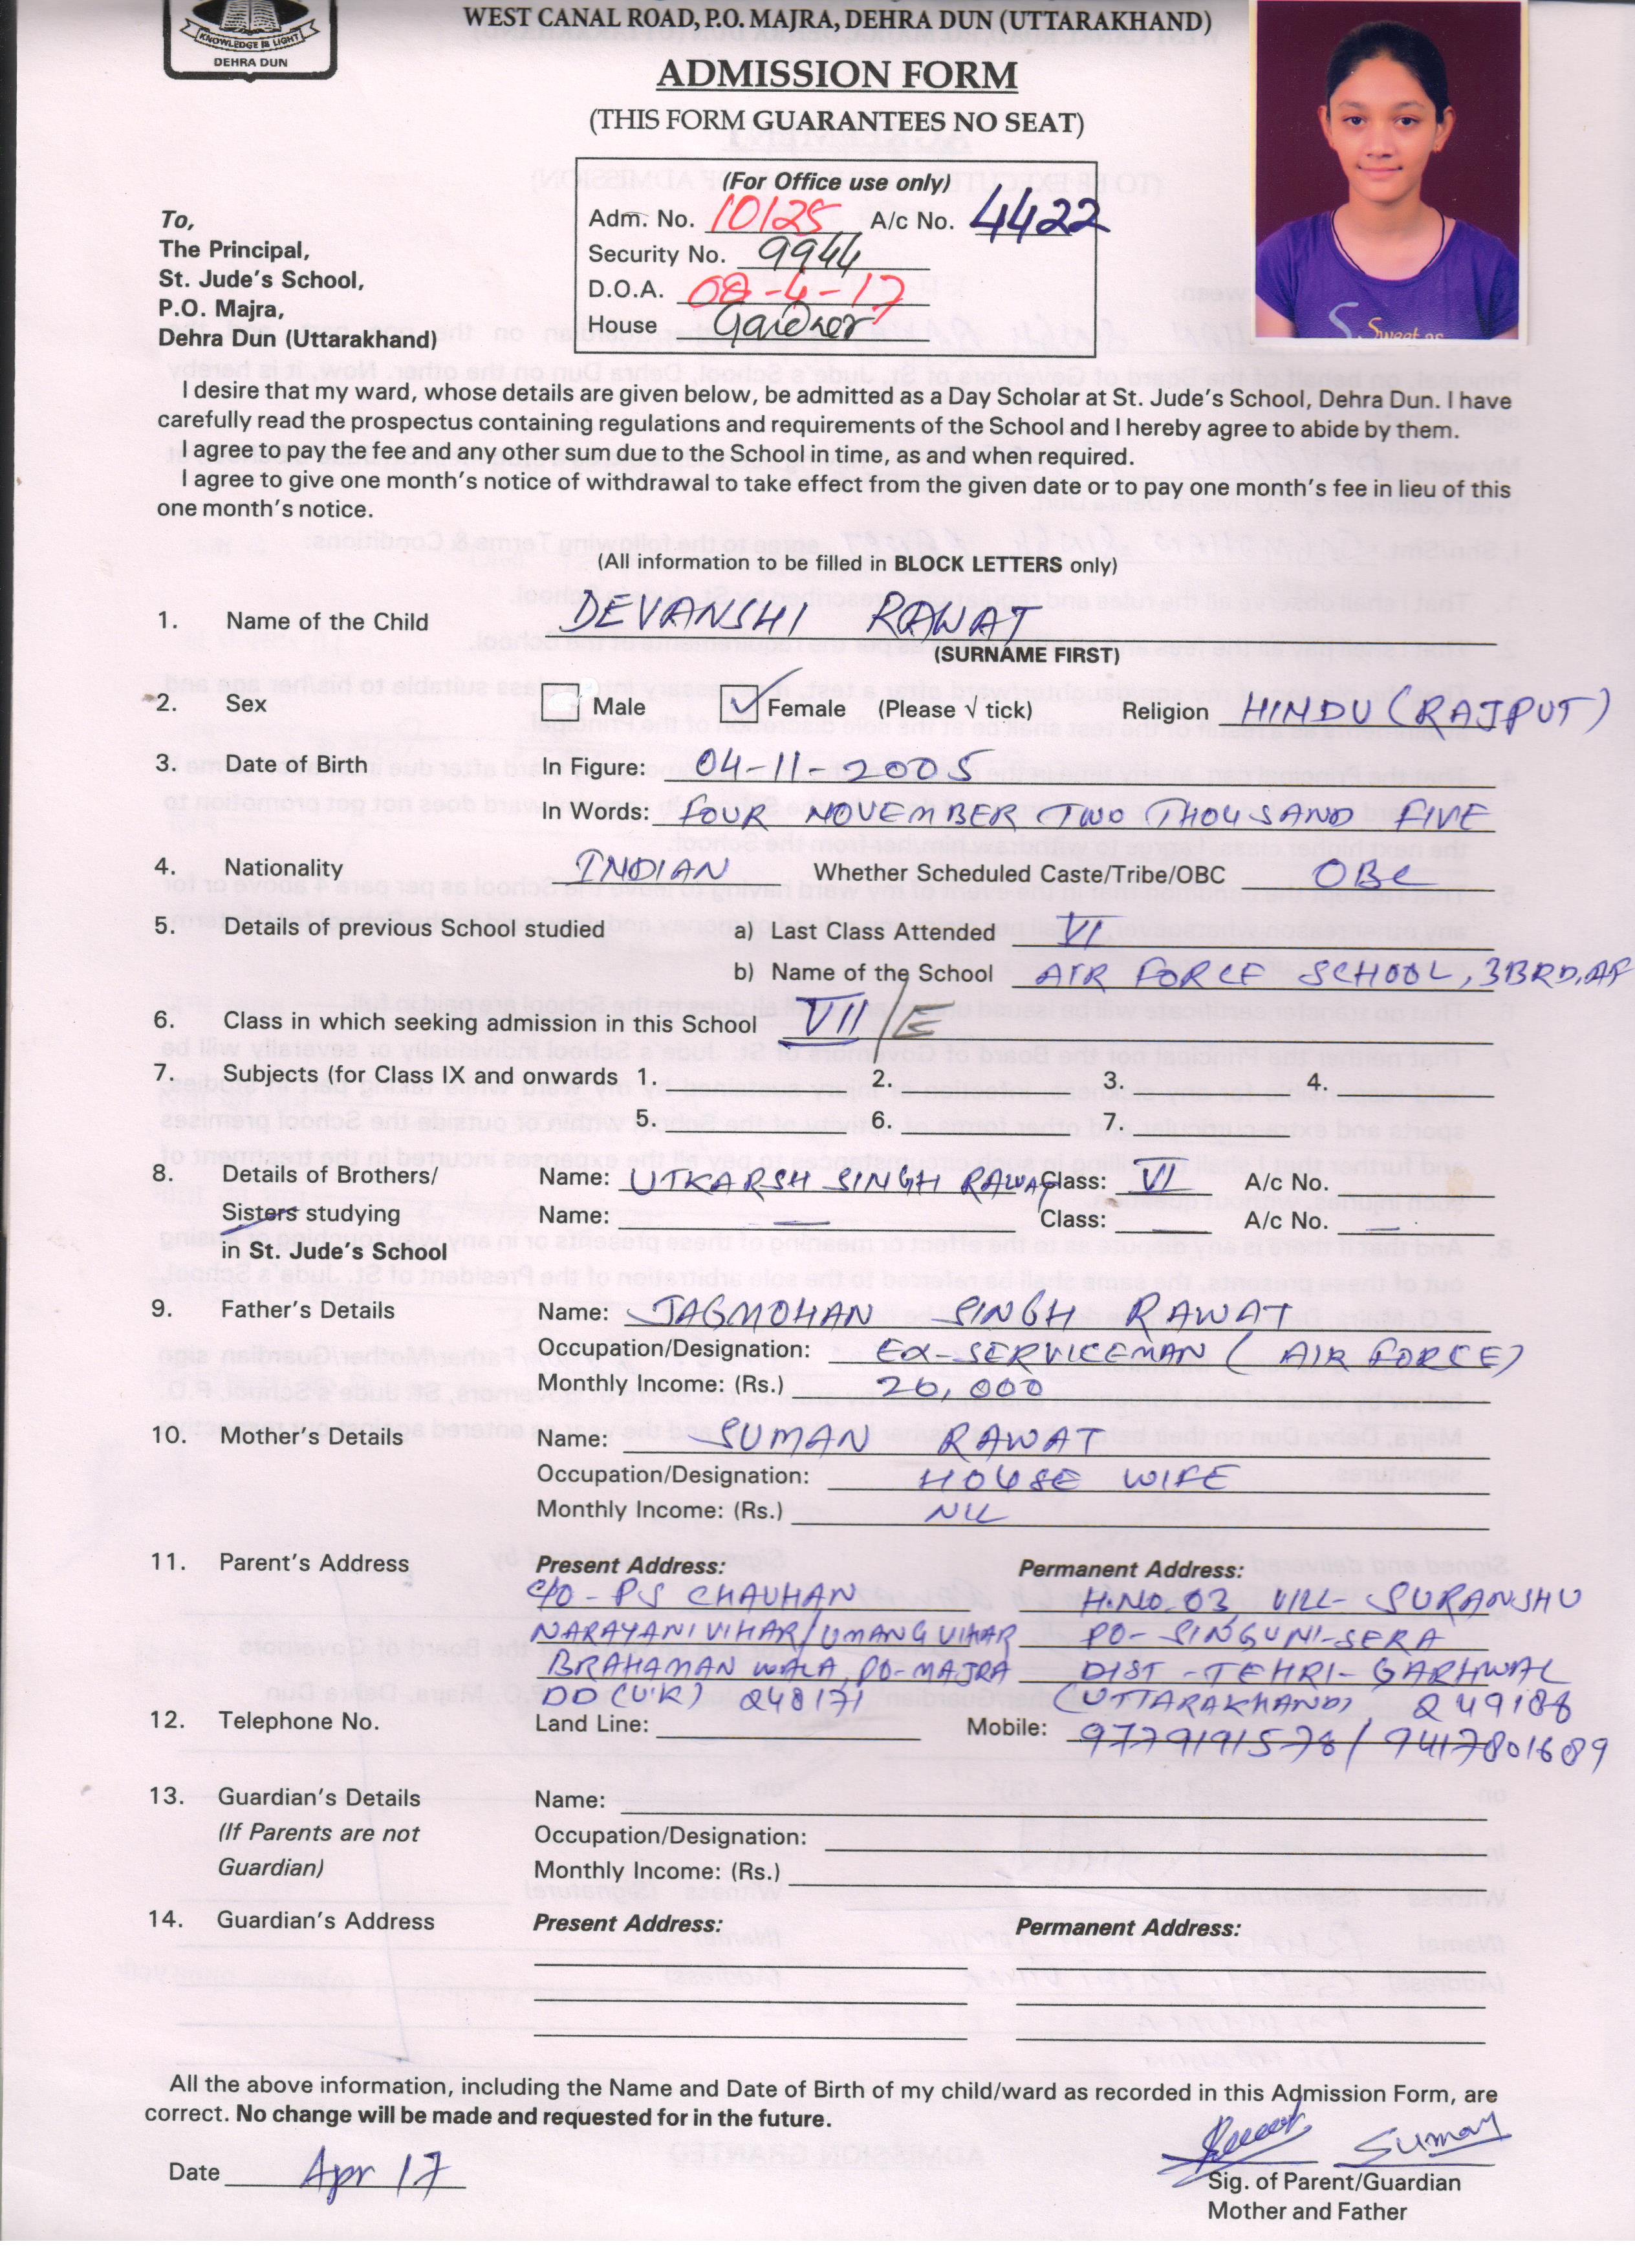 KNOWLEDGE IS LIGHT
DEHRA DUN
WEST CANAL ROAD, P.O. MAJRA, DEHRA DUN (UTTARAKHAND)
ADMISSION FORM
(THIS FORM GUARANTEES NO SEAT)
(For Office use only)
Adm. No. 10125 A/c No. 4422
Security No. 9944
D.O.A. 08-4-17
House Gairdner
To,
The Principal,
St. Jude's School,
P.O. Majra,
Dehra Dun (Uttarakhand)
Sweet as
I desire that my ward, whose details are given below, be admitted as a Day Scholar at St. Jude's School, Dehra Dun. I have
carefully read the prospectus containing regulations and requirements of the School and I hereby agree to abide by them.
I agree to pay the fee and any other sum due to the School in time, as and when required.
I agree to give one month's notice of withdrawal to take effect from the given date or to pay one month's fee in lieu of this
one month's notice.
(All information to be filled in BLOCK LETTERS only)
1. Name of the Child DEVANSHI RAWAT
(SURNAME FIRST)
2. Sex Male Female (Please √ tick) Religion HINDU (RAJPUT)
3. Date of Birth In Figure: 04-11-2005
In Words: FOUR NOVEMBER TWO THOUSAND FIVE
4. Nationality INDIAN Whether Scheduled Caste/Tribe/OBC OBC
5. Details of previous School studied a) Last Class Attended VI
b) Name of the School AIR FORCE SCHOOL, 3BRD, AF
6. Class in which seeking admission in this School VII/E
7. Subjects (for Class IX and onwards 1. 2. 3. 4.
5. 6. 7.
8. Details of Brothers/ Name: UTKARSH SINGH RAWAT Class: VI A/c No.
Sisters studying Name: — Class: — A/c No. —
in St. Jude's School
9. Father's Details Name: JAGMOHAN SINGH RAWAT
Occupation/Designation: EX-SERVICEMAN (AIR FORCE)
Monthly Income: (Rs.) 20,000
10. Mother's Details Name: SUMAN RAWAT
Occupation/Designation: HOUSE WIFE
Monthly Income: (Rs.) NIL
11. Parent's Address Present Address: Permanent Address:
C/O - PS CHAUHAN H.NO. 03, VILL- SURANSHU
NARAYANI VIHAR/UMANG VIHAR PO- SINGUNI-SERA
BRAHAMAN WALA, PO-MAJRA DIST - TEHRI - GARHWAL
DD (U.K) 248171 (UTTARAKHAND) 249188
12. Telephone No. Land Line: Mobile: 9779191578/9417801689
13. Guardian's Details Name:
(If Parents are not Occupation/Designation:
Guardian) Monthly Income: (Rs.)
14. Guardian's Address Present Address: Permanent Address:
All the above information, including the Name and Date of Birth of my child/ward as recorded in this Admission Form, are
correct. No change will be made and requested for in the future.
Date Apr 17 Suman
Sig. of Parent/Guardian
Mother and Father